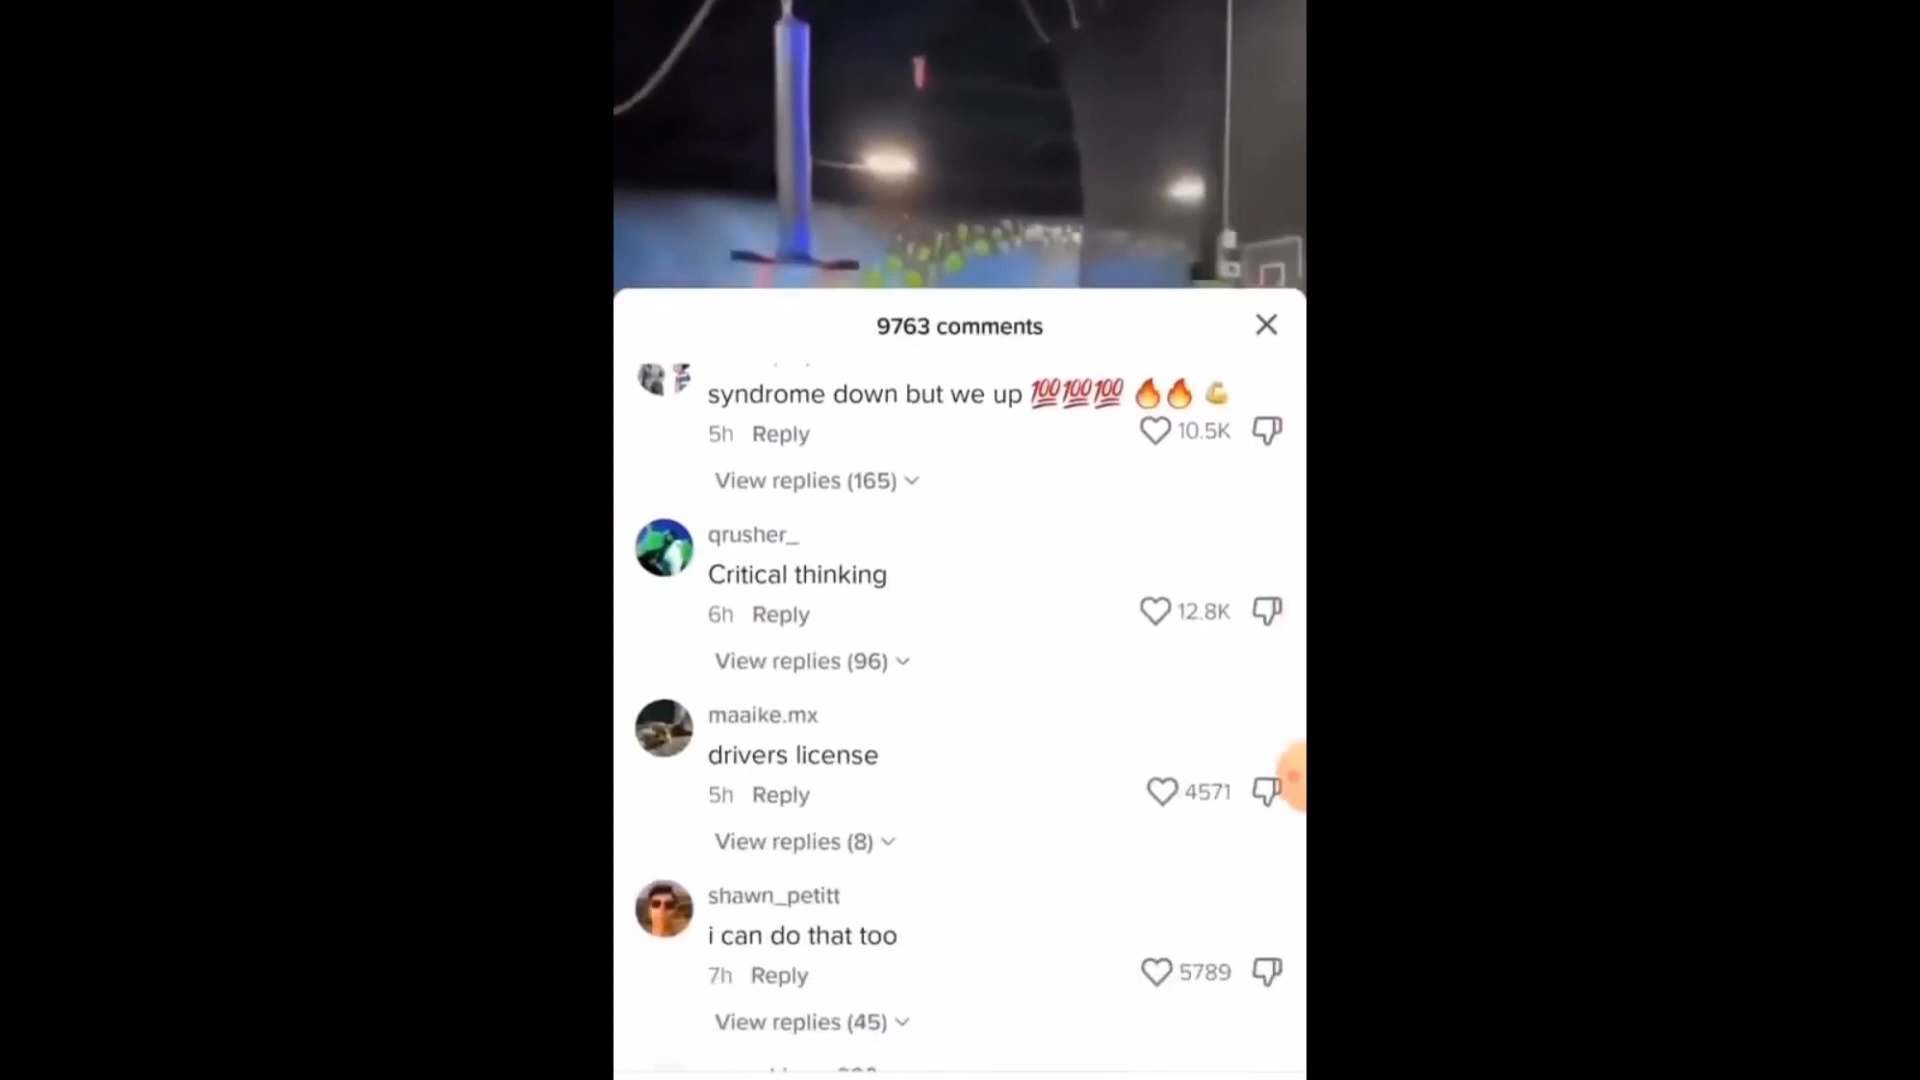 9763 comments
syndrome down but we up 💯💯💯 🔥🔥 💪
5h Reply
10.5K
View replies (165)
qrusher_
Critical thinking
6h Reply
12.8K
View replies (96)
maaike.mx
drivers license
5h Reply
4571
View replies (8)
shawn_petitt
i can do that too
7h Reply
5789
View replies (45)